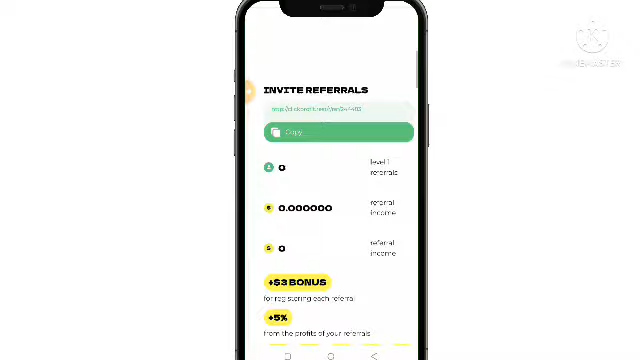 INVITE REFERRALS
Copy
0
level 1
referrals
0.000000
referral
income
0
referral
income
+$3 BONUS
for registering each referral
+5%
from the profits of your referrals